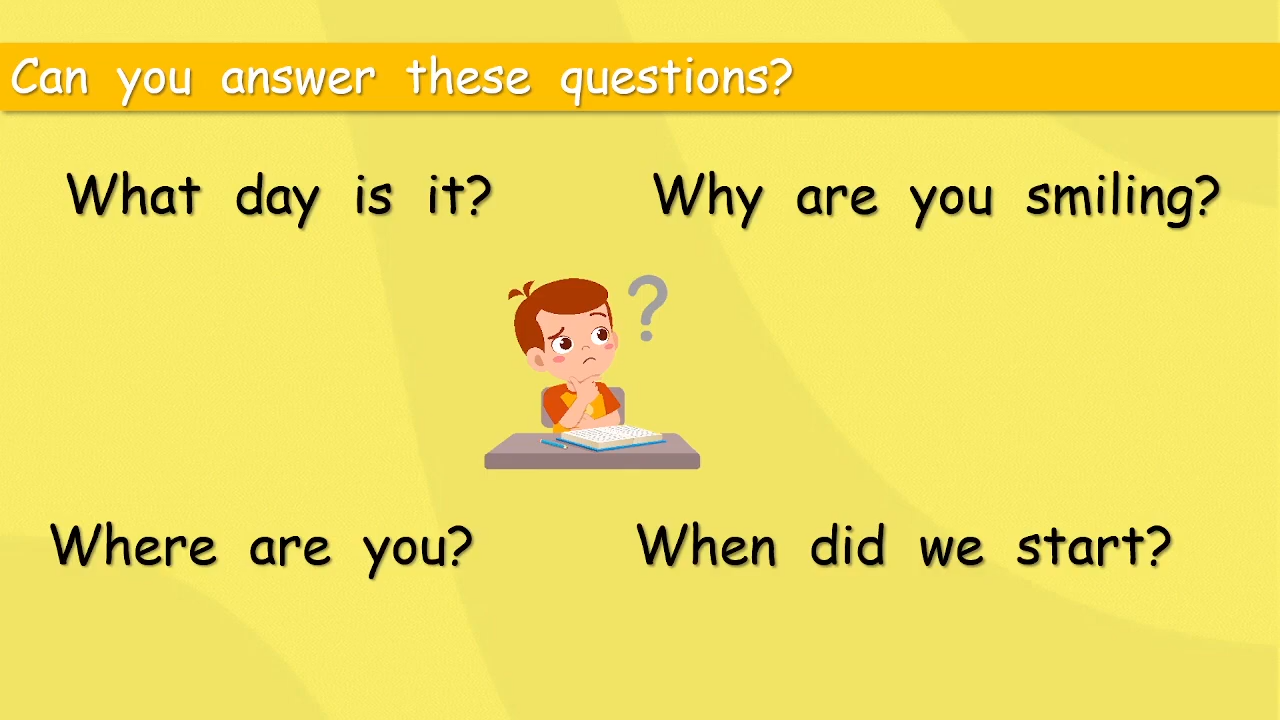 Can you answer these questions?
What day is it?
Why are you smiling?
?
Where are you?
When did we start?